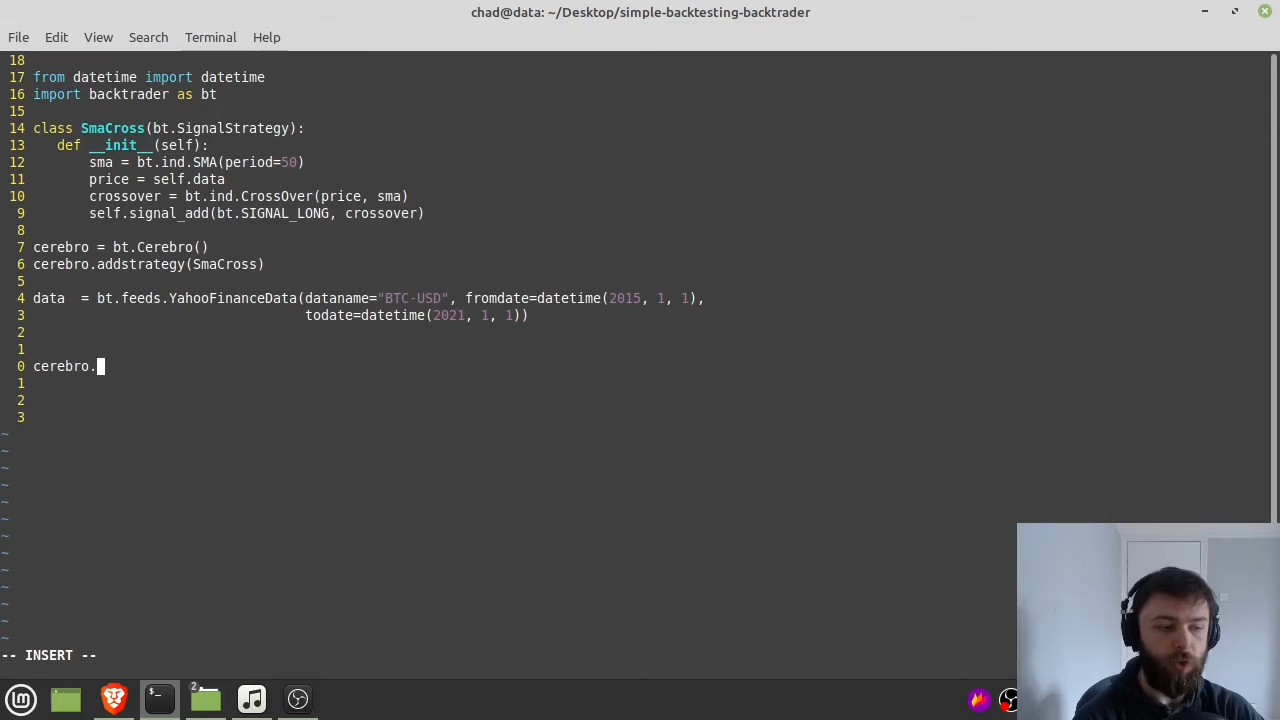 chad@data: ~/Desktop/simple-backtesting-backtrader
File Edit View Search Terminal Help
18
17 from datetime import datetime
16 import backtrader as bt
15
14 class SmaCross(bt.SignalStrategy):
13    def __init__(self):
12        sma = bt.ind.SMA(period=50)
11        price = self.data
10        crossover = bt.ind.CrossOver(price, sma)
9        self.signal_add(bt.SIGNAL_LONG, crossover)
8
7 cerebro = bt.Cerebro()
6 cerebro.addstrategy(SmaCross)
5
4 data  = bt.feeds.YahooFinanceData(dataname="BTC-USD", fromdate=datetime(2015, 1, 1),
3                                   todate=datetime(2021, 1, 1))
2
1
0 cerebro.
1
2
3
~
~
~
~
~
~
~
~
~
~
~
~
~
-- INSERT --
2
$_